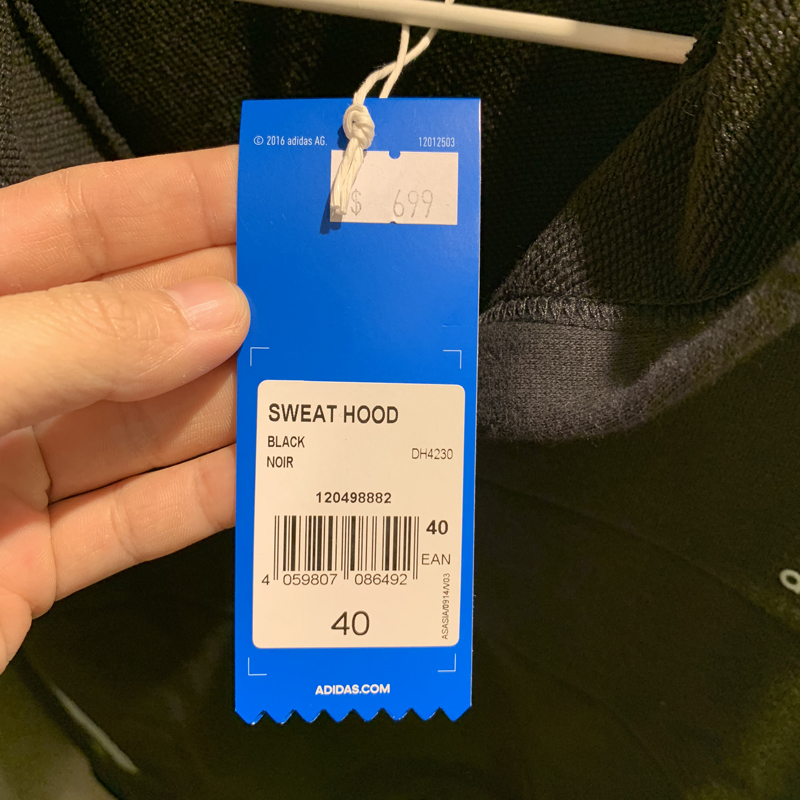 © 2016 adidas AG.
12012503
$ 699
SWEAT HOOD
BLACK
NOIR
DH4230
120498882
40
EAN
4 059807 086492
ASASIA/0914/V03
40
ADIDAS.COM